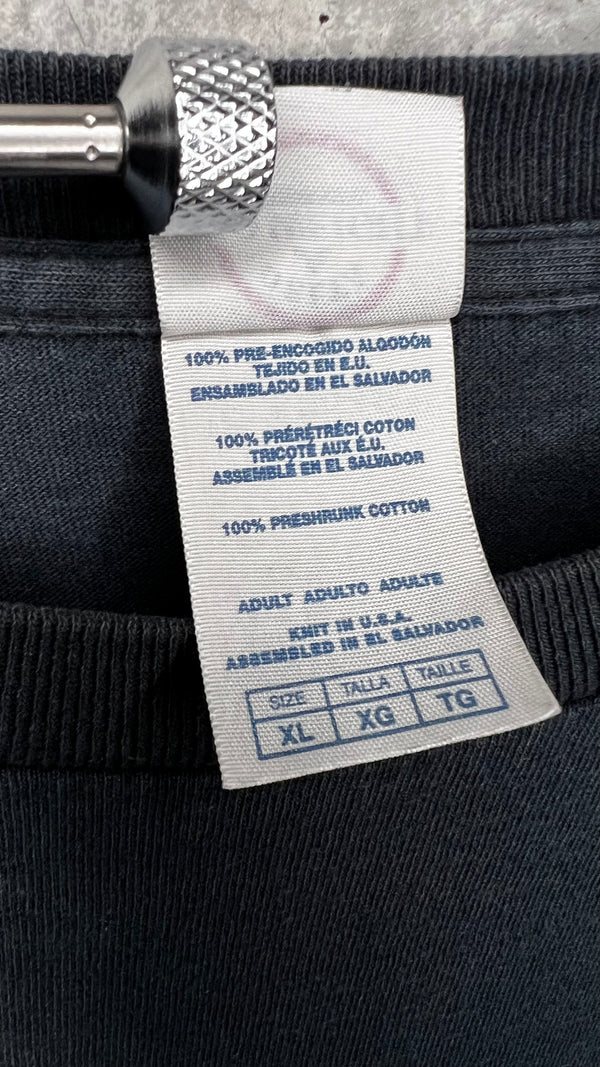 100% PRE-ENCOGIDO ALGODÓN
TEJIDO EN E.U.
ENSAMBLADO EN EL SALVADOR
100% PRÉRÉTRÉCI COTON
TRICOTÉ AUX É.U.
ASSEMBLÉ EN EL SALVADOR
100% PRESHRUNK COTTON
ADULT ADULTO ADULTE
KNIT IN U.S.A.
ASSEMBLED IN EL SALVADOR
SIZE TALLA TAILLE
XL XG TG